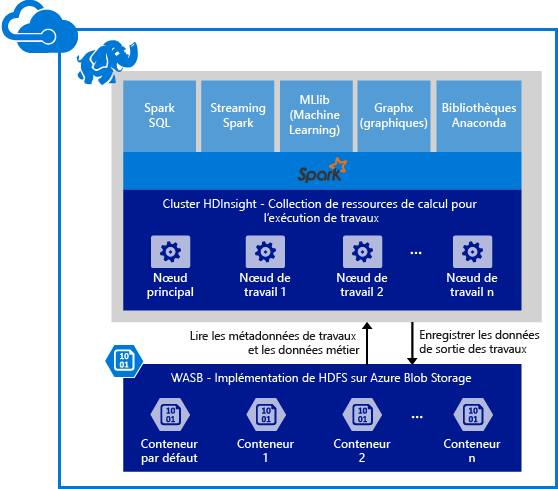 Spark
SQL
Streaming
Spark
MLlib
(Machine
Learning)
Graphx
(graphiques)
Bibliothèques
Anaconda
Spark
Cluster HDInsight - Collection de ressources de calcul pour
l'exécution de travaux
Nœud
principal
Nœud de
travail 1
Nœud de
travail 2
...
Nœud de
travail n
Lire les métadonnées de travaux
et les données métier
Enregistrer les données
de sortie des travaux
10
01
WASB - Implémentation de HDFS sur Azure Blob Storage
10
01
10
01
10
01
...
10
01
Conteneur
par défaut
Conteneur
1
Conteneur
2
Conteneur
n